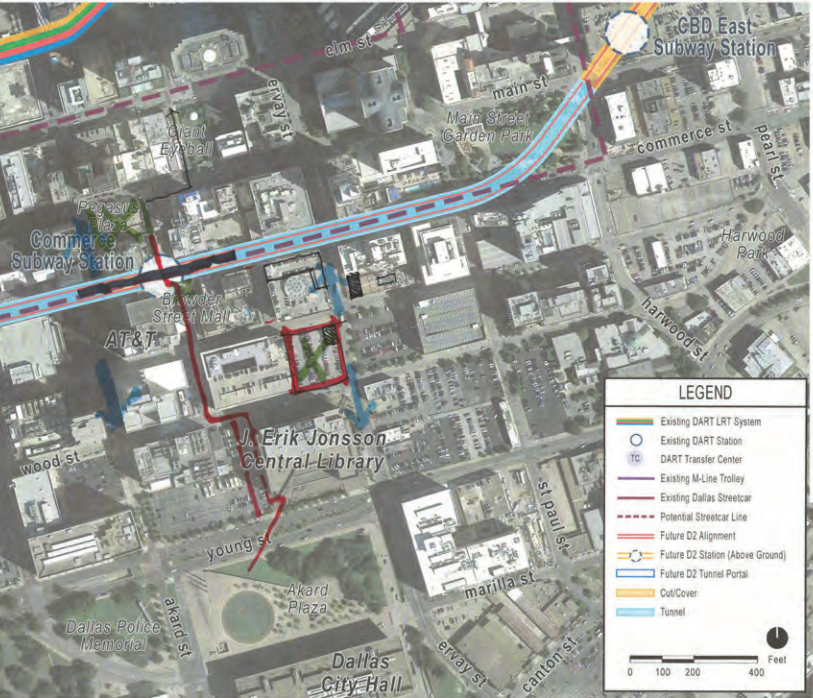 CBD East
Subway Station
elm st
main st
ervay st
Main Street
Garden Park
commerce st
pearl st
Giant
Eyeball
Pegasus
Plaza
Commerce
Subway Station
Harwood
Park
Browder
Street Mall
AT&T
harwood st
LEGEND
Existing DART LRT System
Existing DART Station
TC
DART Transfer Center
Existing M-Line Trolley
Existing Dallas Streetcar
Potential Streetcar Line
Future D2 Alignment
Future D2 Station (Above Ground)
Future D2 Tunnel Portal
Cut/Cover
Tunnel
Feet
0 100 200 400
J. Erik Jonsson
Central Library
wood st
st paul st
young st
marilla st
Akard
Plaza
akard st
Dallas Police
Memorial
ervay st
canton st
Dallas
City Hall